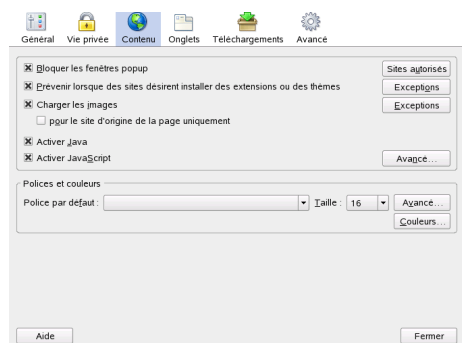 Général Vie privée Contenu Onglets Téléchargements Avancé
Bloquer les fenêtres popup Sites autorisés
Prévenir lorsque des sites désirent installer des extensions ou des thèmes Exceptions
Charger les images Exceptions
pour le site d'origine de la page uniquement
Activer Java
Activer JavaScript Avancé...
Polices et couleurs
Police par défaut : Taille : 16 Avancé...
Couleurs...
Aide Fermer